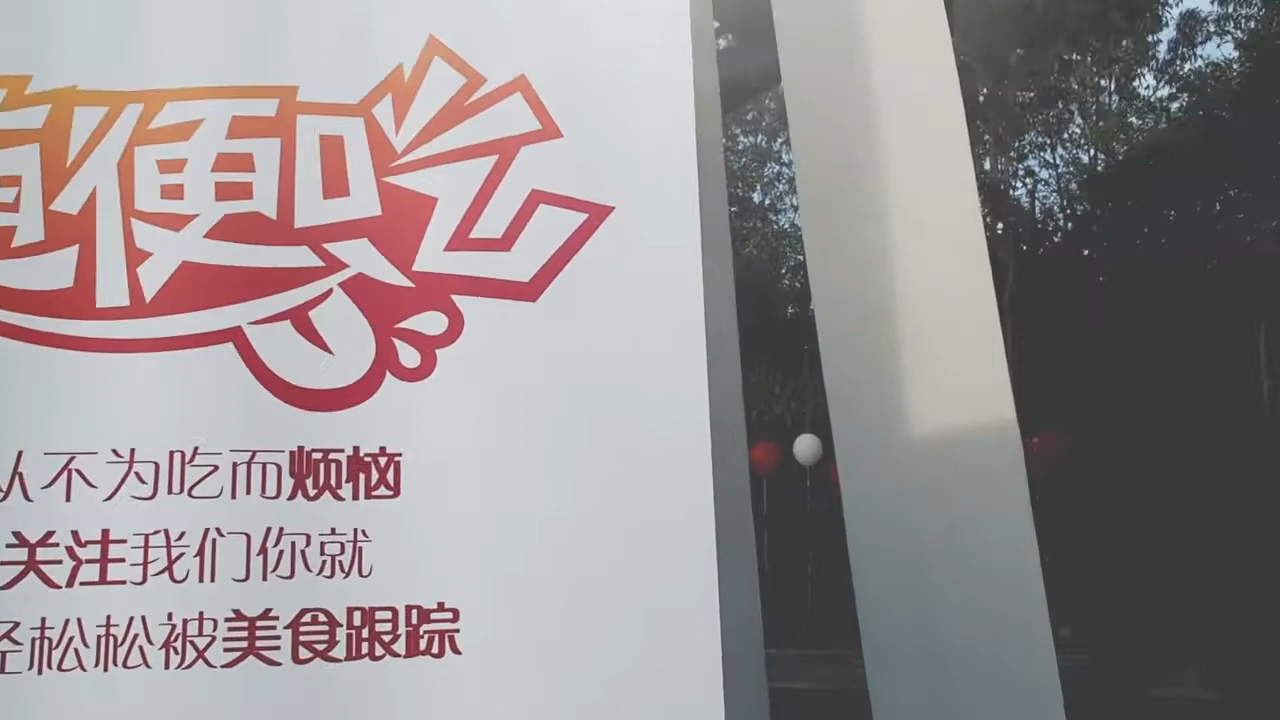 便吃
从不为吃而烦恼
关注我们你就
轻松松被美食跟踪